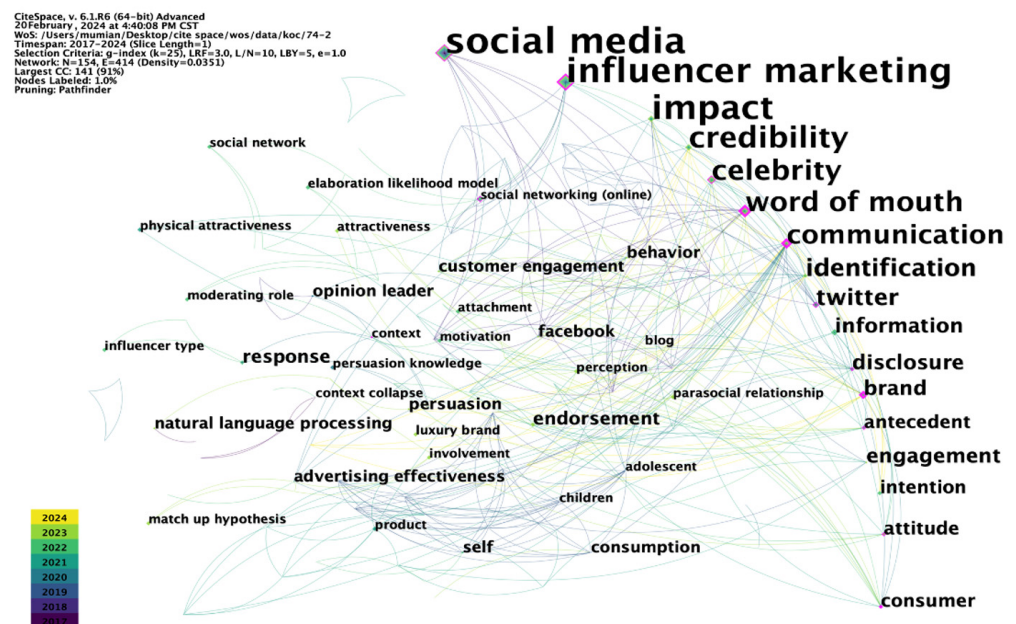 CiteSpace, v. 6.1.R6 (64-bit) Advanced
20February, 2024 at 4:40:08 PM CST
WoS: /Users/mumian/Desktop/cite space/wos/data/koc/74-2
Timespan: 2017-2024 (Slice Length=1)
Selection Criteria: g-index (k=25), LRF=3.0, L/N=10, LBY=5, e=1.0
Network: N=154, E=414 (Density=0.0351)
Largest CC: 141 (91%)
Nodes Labeled: 1.0%
Pruning: Pathfinder
social media
influencer marketing
impact
credibility
social network
celebrity
elaboration likelihood model
social networking (online)
word of mouth
physical attractiveness
attractiveness
communication
behavior
customer engagement
identification
opinion leader
moderating role
twitter
attachment
information
context
motivation
facebook
blog
influencer type
response
persuasion knowledge
perception
disclosure
brand
context collapse
parasocial relationship
persuasion
natural language processing
luxury brand
endorsement
antecedent
involvement
engagement
advertising effectiveness
adolescent
intention
children
match up hypothesis
product
attitude
self
consumption
consumer
2024
2023
2022
2021
2020
2019
2018
2017